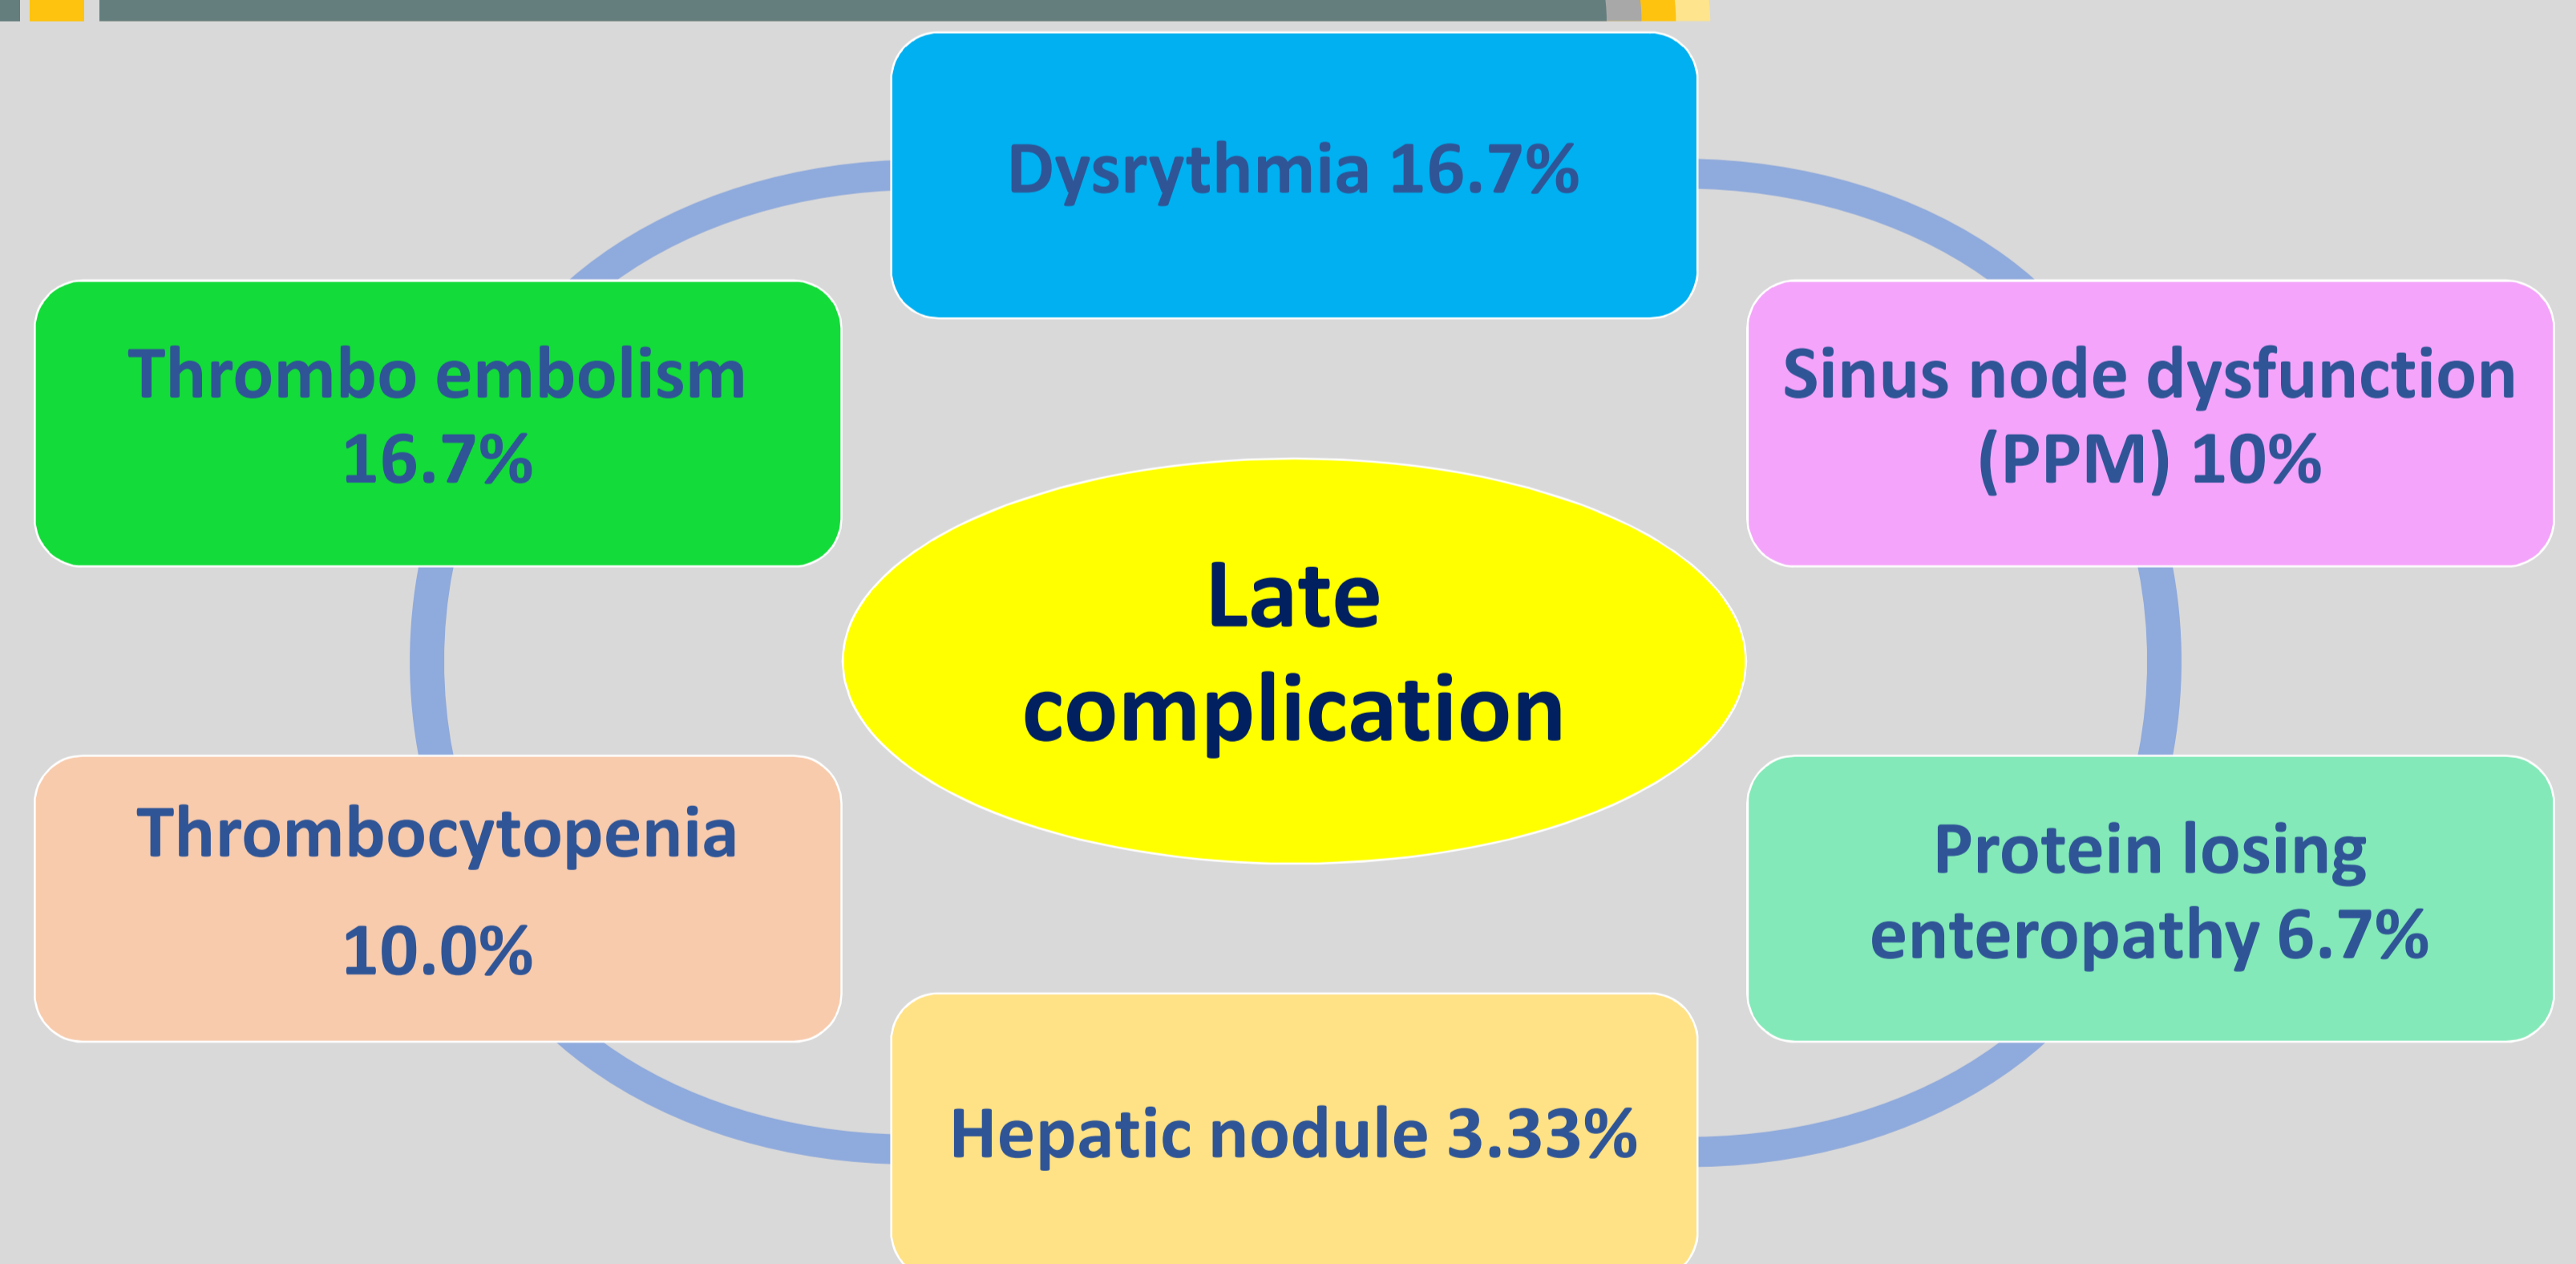 Dysrythmia 16.7%
Thrombo embolism
16.7%
Sinus node dysfunction
(PPM) 10%
Late
complication
Thrombocytopenia
10.0%
Protein losing
enteropathy 6.7%
Hepatic nodule 3.33%